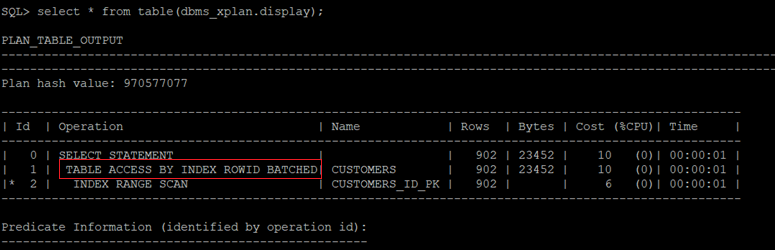 SQL> select * from table(dbms_xplan.display);
PLAN_TABLE_OUTPUT
--------------------------------------------------------------------------------
--------------------------------------------------------------------------------
Plan hash value: 970577077
--------------------------------------------------------------------------------
| Id | Operation | Name | Rows | Bytes | Cost (%CPU)| Time |
--------------------------------------------------------------------------------
| 0 | SELECT STATEMENT | | 902 | 23452 | 10 (0)| 00:00:01 |
| 1 | TABLE ACCESS BY INDEX ROWID BATCHED| CUSTOMERS | 902 | 23452 | 10 (0)| 00:00:01 |
|* 2 | INDEX RANGE SCAN | CUSTOMERS_ID_PK | 902 | | 6 (0)| 00:00:01 |
--------------------------------------------------------------------------------
Predicate Information (identified by operation id):
---------------------------------------------------